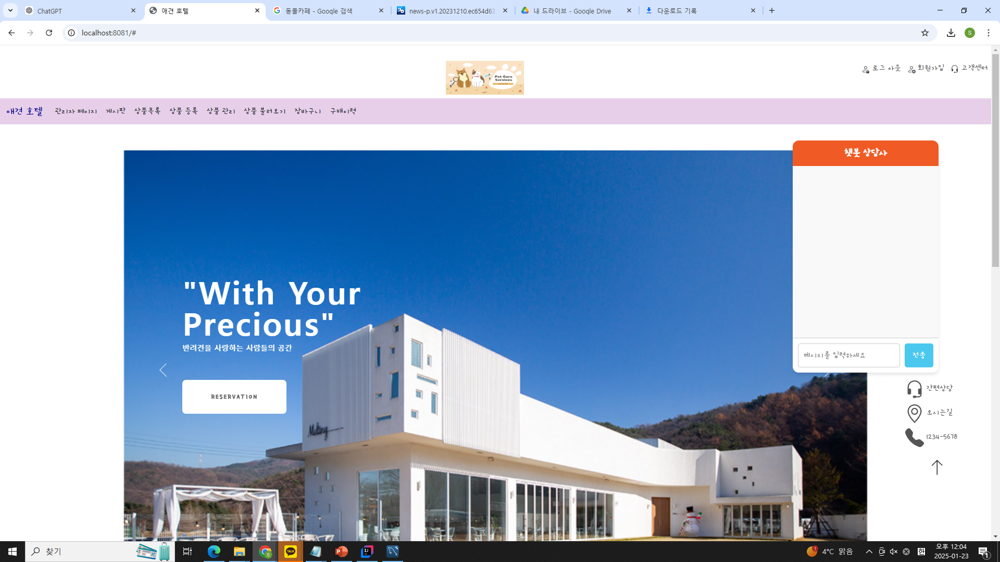 ChatGPT
애견 호텔
동물카페 - Google 검색
news-p.v1.20231210.ec654d63
내 드라이브 - Google Drive
다운로드 기록
localhost:8081/#
S
Pet Care
Services
로그 아웃
회원가입
고객센터
애견 호텔
관리자 페이지
게시판
상품목록
상품 등록
상품 관리
상품 불러오기
장바구니
구매이력
챗봇 상담사
"With Your
Precious"
반려견을 사랑하는 사람들의 공간
메시지를 입력하세요
전송
RESERVATION
간편상담
오시는길
1234-5678
Melting
찾기
TALK
4°C 맑음
한
오후 12:04
2025-01-23
1